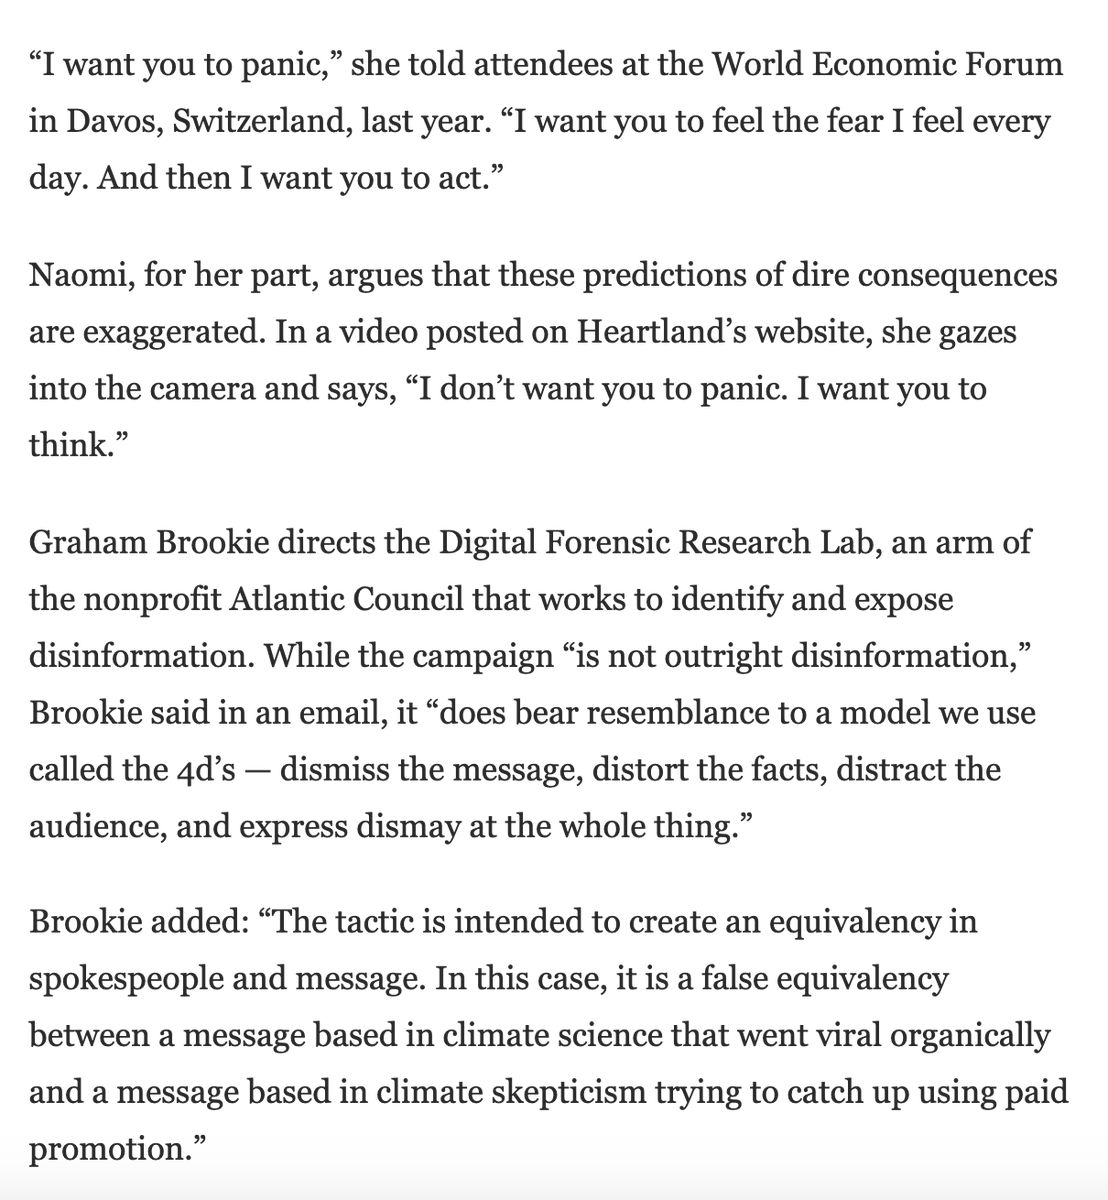 “I want you to panic,” she told attendees at the World Economic Forum
in Davos, Switzerland, last year. “I want you to feel the fear I feel every
day. And then I want you to act.”
Naomi, for her part, argues that these predictions of dire consequences
are exaggerated. In a video posted on Heartland’s website, she gazes
into the camera and says, “I don’t want you to panic. I want you to
think.”
Graham Brookie directs the Digital Forensic Research Lab, an arm of
the nonprofit Atlantic Council that works to identify and expose
disinformation. While the campaign “is not outright disinformation,”
Brookie said in an email, it “does bear resemblance to a model we use
called the 4d’s — dismiss the message, distort the facts, distract the
audience, and express dismay at the whole thing.”
Brookie added: “The tactic is intended to create an equivalency in
spokespeople and message. In this case, it is a false equivalency
between a message based in climate science that went viral organically
and a message based in climate skepticism trying to catch up using paid
promotion.”